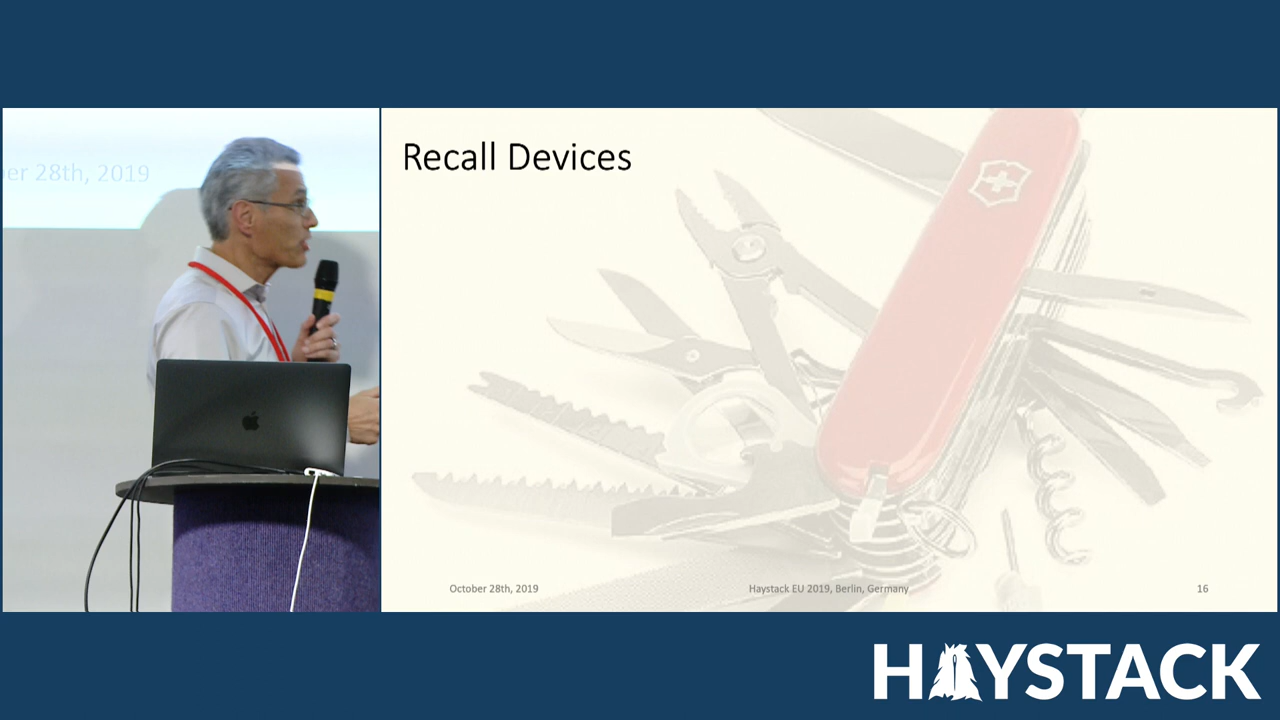 er 28th, 2019
Recall Devices
October 28th, 2019
Haystack EU 2019, Berlin, Germany
16
HAYSTACK